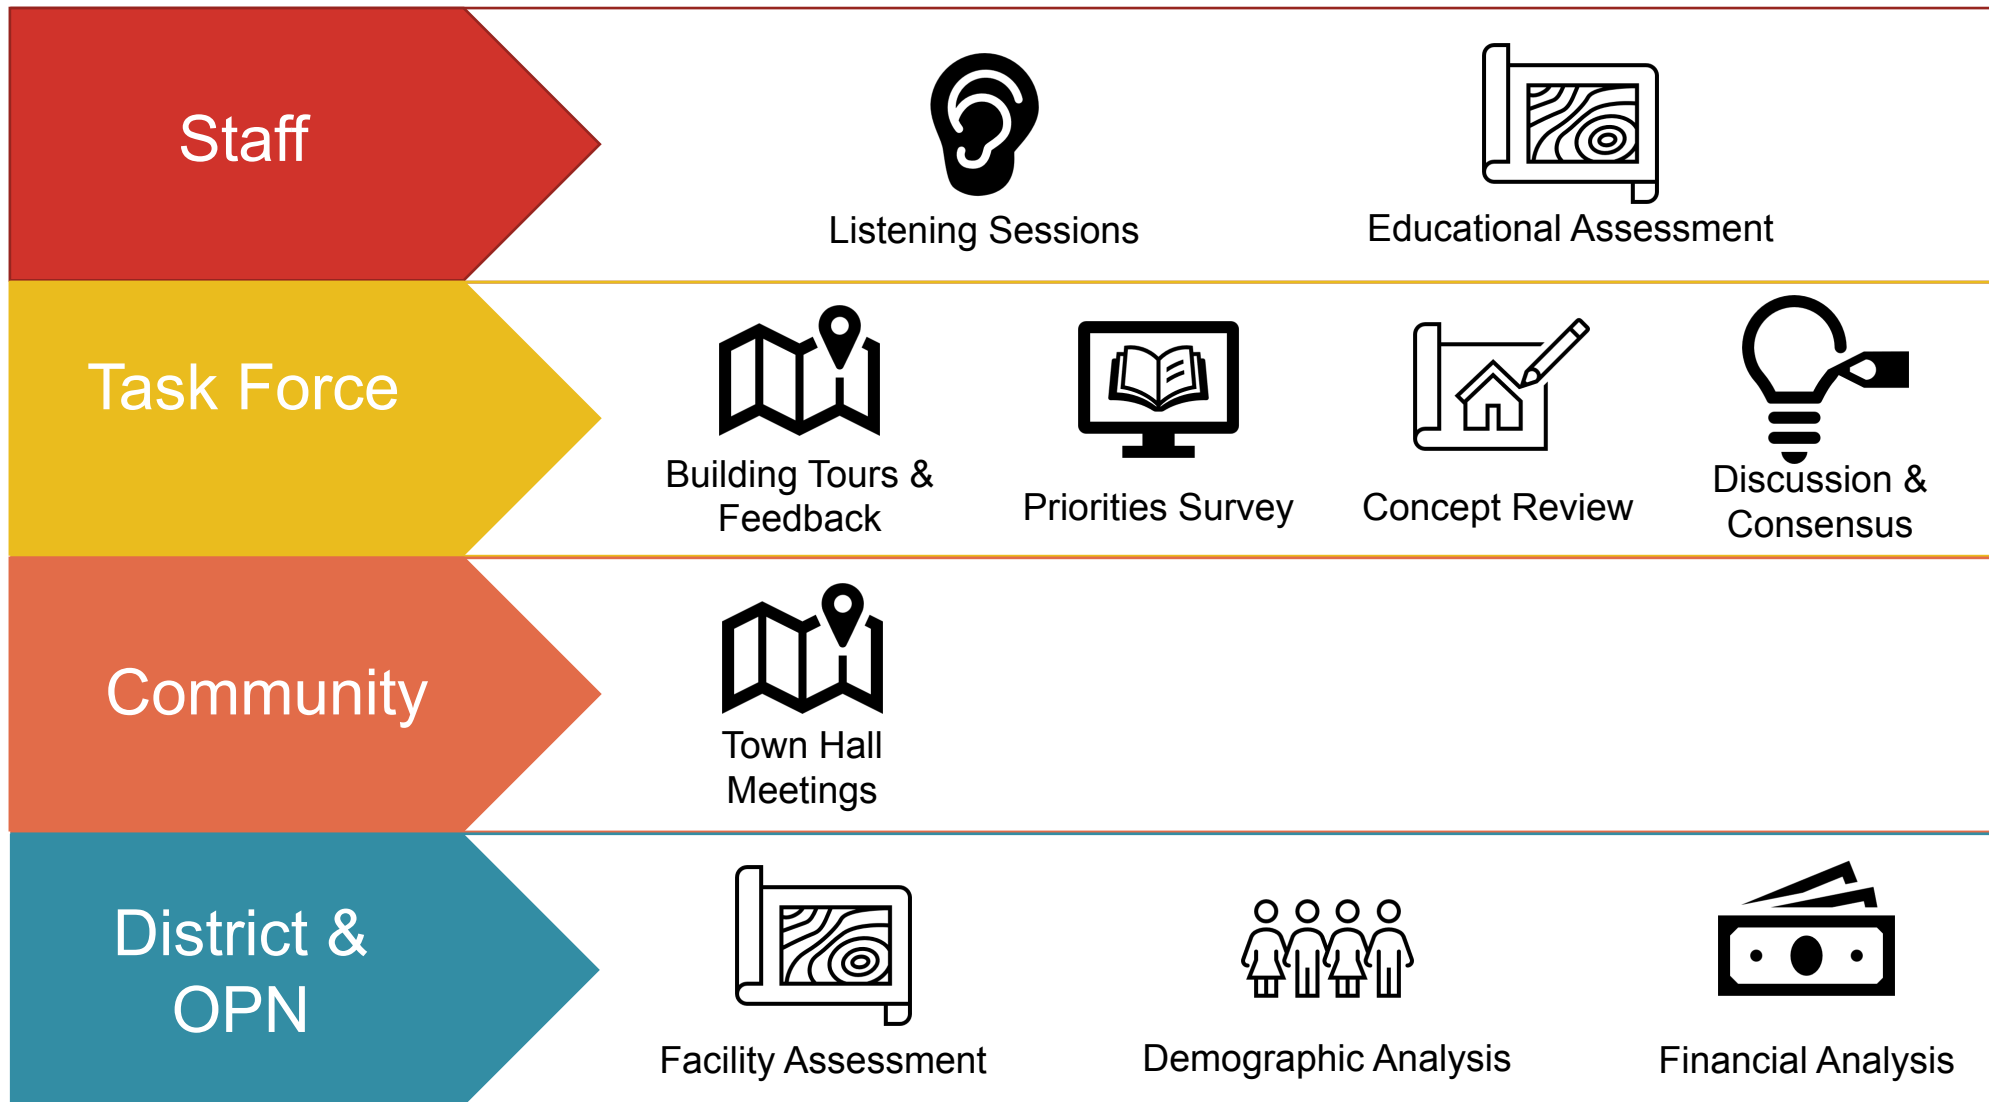 Staff
Listening Sessions
Educational Assessment
Task Force
Building Tours &
Feedback
Priorities Survey
Concept Review
Discussion &
Consensus
Community
Town Hall
Meetings
District &
OPN
Facility Assessment
Demographic Analysis
Financial Analysis